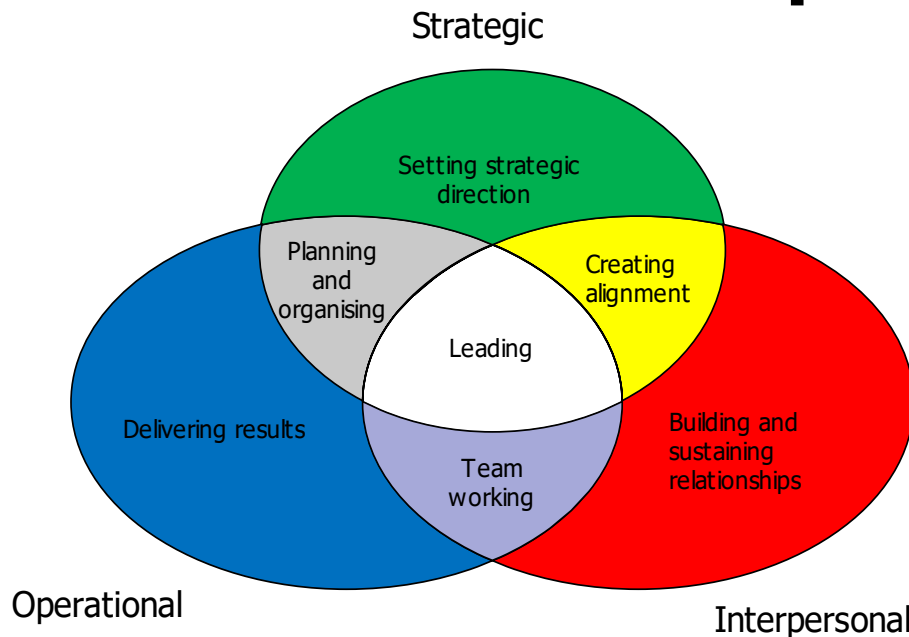 Strategic
Setting strategic
direction
Planning
and
organising
Creating
alignment
Leading
Delivering results
Building and
sustaining
relationships
Team
working
Operational
Interpersonal